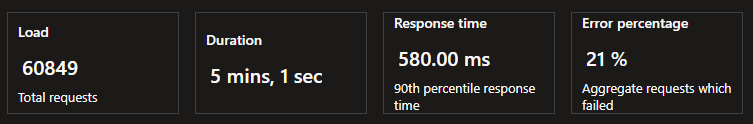 Load
60849
Total requests
Duration
5 mins, 1 sec
Response time
580.00 ms
90th percentile response
time
Error percentage
21 %
Aggregate requests which
failed